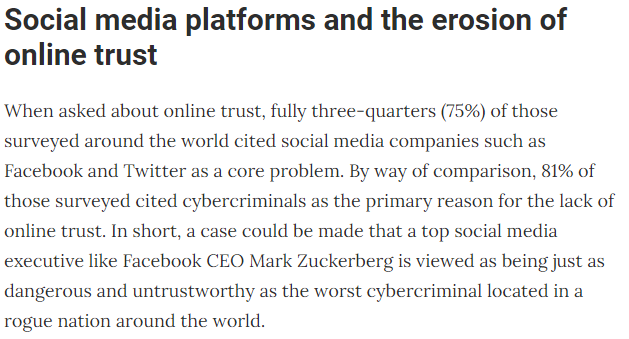 Social media platforms and the erosion of
online trust
When asked about online trust, fully three-quarters (75%) of those
surveyed around the world cited social media companies such as
Facebook and Twitter as a core problem. By way of comparison, 81% of
those surveyed cited cybercriminals as the primary reason for the lack of
online trust. In short, a case could be made that a top social media
executive like Facebook CEO Mark Zuckerberg is viewed as being just as
dangerous and untrustworthy as the worst cybercriminal located in a
rogue nation around the world.